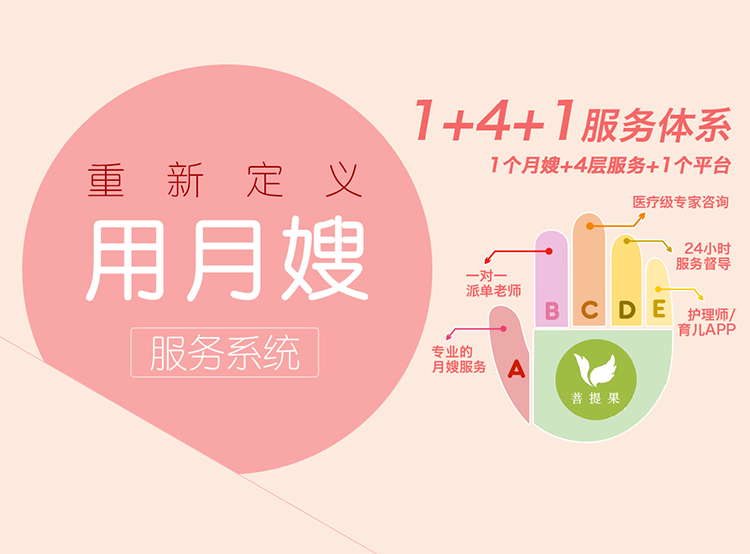 重新定义
用月嫂
服务系统
1+4+1服务体系
1个月嫂+4层服务+1个平台
医疗级专家咨询
24小时
服务督导
一对一
派单老师
护理师/
育儿APP
专业的
月嫂服务
A
B
C
D
E
菩提果